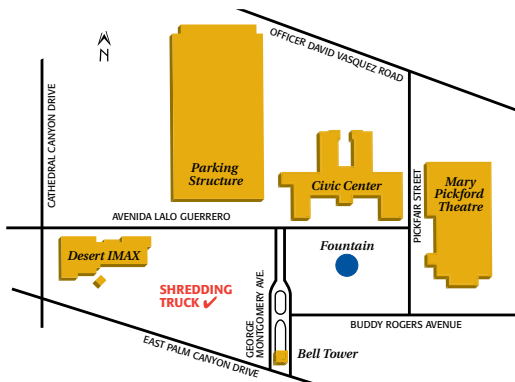 N
OFFICER DAVID VASQUEZ ROAD
CATHEDRAL CANYON DRIVE
Parking
Structure
Civic Center
PICKFAIR STREET
Mary
Pickford
Theatre
AVENIDA LALO GUERRERO
Desert IMAX
Fountain
SHREDDING
TRUCK ✔
GEORGE
MONTGOMERY AVE.
BUDDY ROGERS AVENUE
EAST PALM CANYON DRIVE
Bell Tower